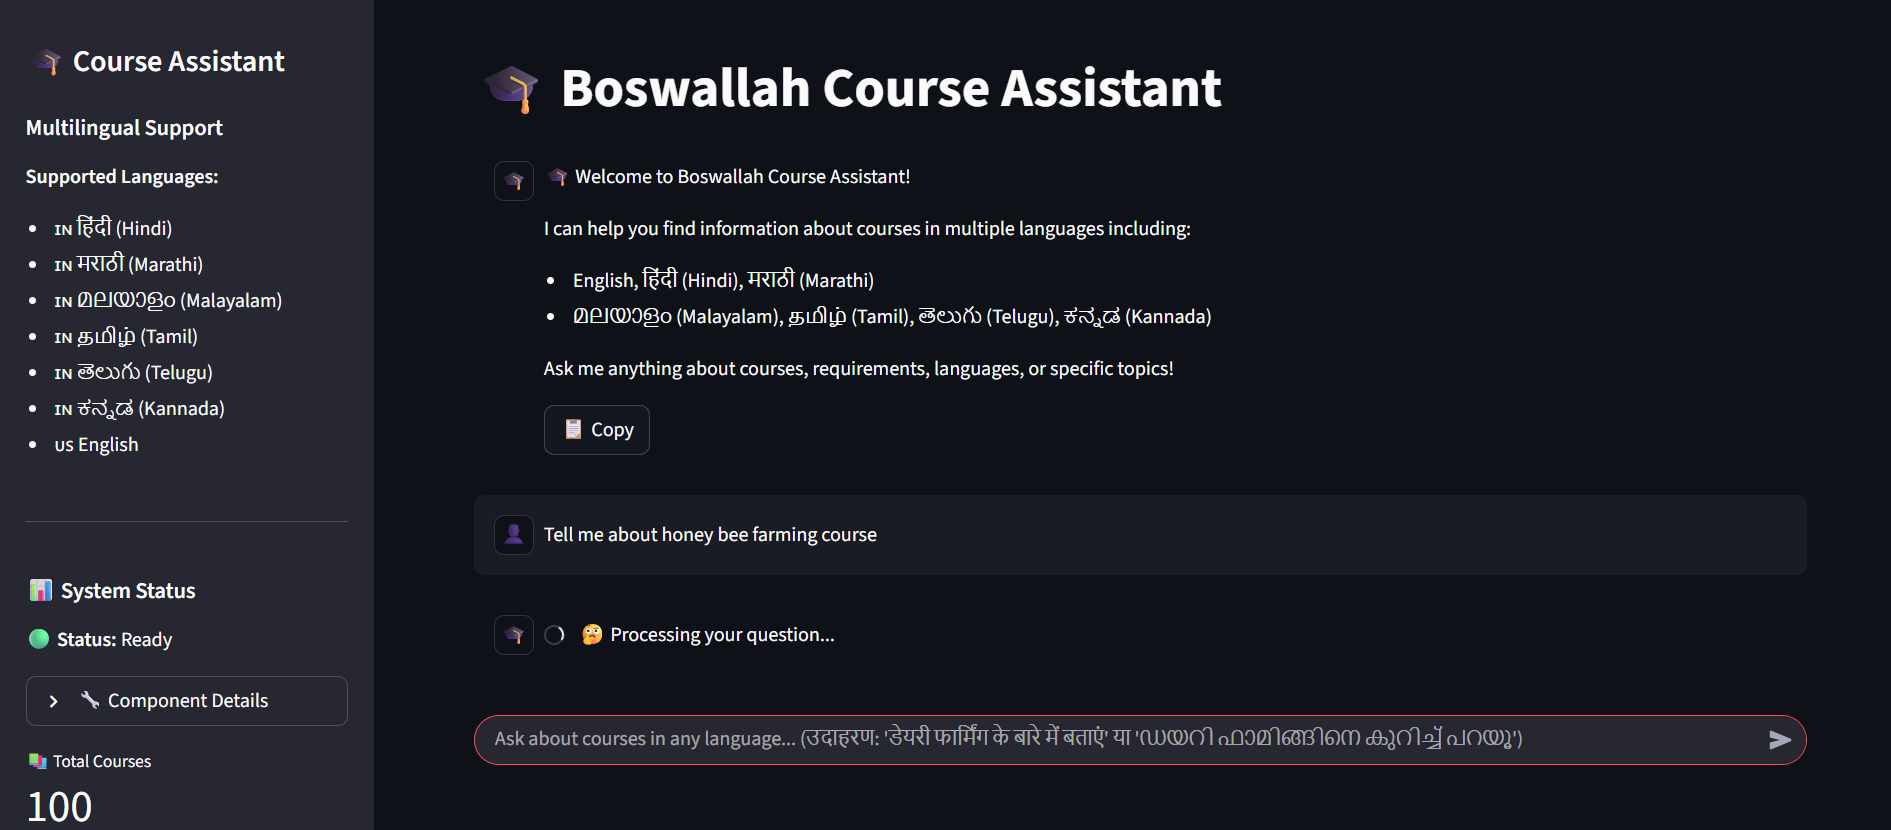 Course Assistant
Multilingual Support
Supported Languages:
IN हिंदी (Hindi)
IN मराठी (Marathi)
IN മലയാളം (Malayalam)
IN தமிழ் (Tamil)
IN తెలుగు (Telugu)
IN ಕನ್ನಡ (Kannada)
US English
System Status
Status: Ready
Component Details
Total Courses
100
Boswallah Course Assistant
Welcome to Boswallah Course Assistant!
I can help you find information about courses in multiple languages including:
English, हिंदी (Hindi), मराठी (Marathi)
മലയാളം (Malayalam), தமிழ் (Tamil), తెలుగు (Telugu), ಕನ್ನಡ (Kannada)
Ask me anything about courses, requirements, languages, or specific topics!
Copy
Tell me about honey bee farming course
Processing your question...
Ask about courses in any language... (उदाहरण: 'डेयरी फार्मिंग के बारे में बताएं' या 'ഡയറി ഫാമിങ്ങിനെ കുറിച്ച് പറയൂ')